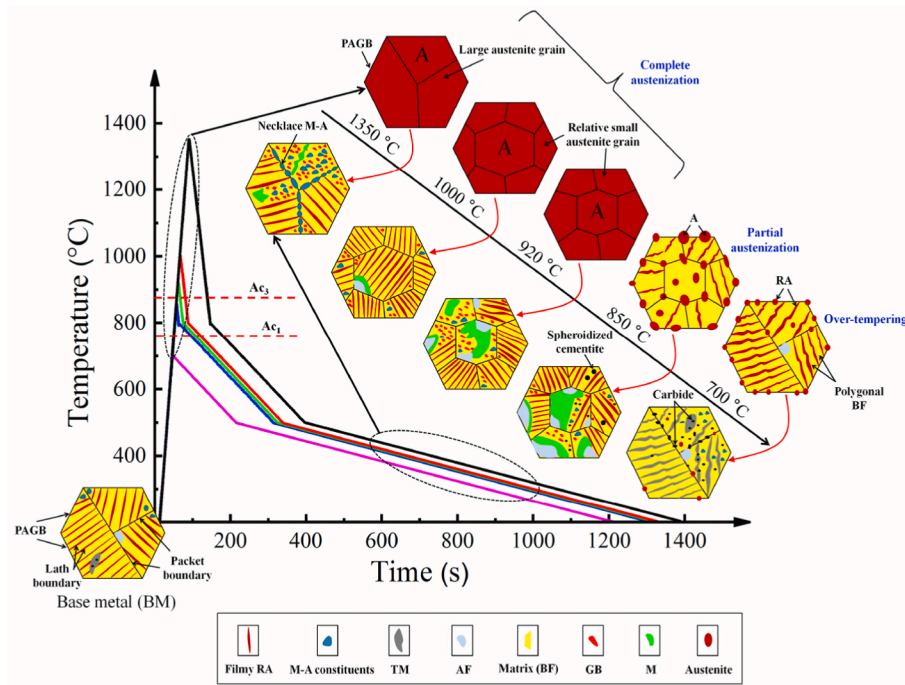 PAGB
A
Large austenite grain
Complete
austenization
1400
1350 °C
Necklace M-A
A
Relative small
austenite grain
1200
1000 °C
A
A
Partial
austenization
1000
920 °C
RA
Ac3
800
850 °C
Over-tempering
Ac1
Spheroidized
cementite
600
700 °C
Polygonal
BF
Carbide
400
Temperature (°C)
PAGB
Lath
boundary
Packet
boundary
Base metal (BM)
200
400
600
800
1000
1200
1400
Time (s)
Filmy RA
M-A constituents
TM
AF
Matrix (BF)
GB
M
Austenite